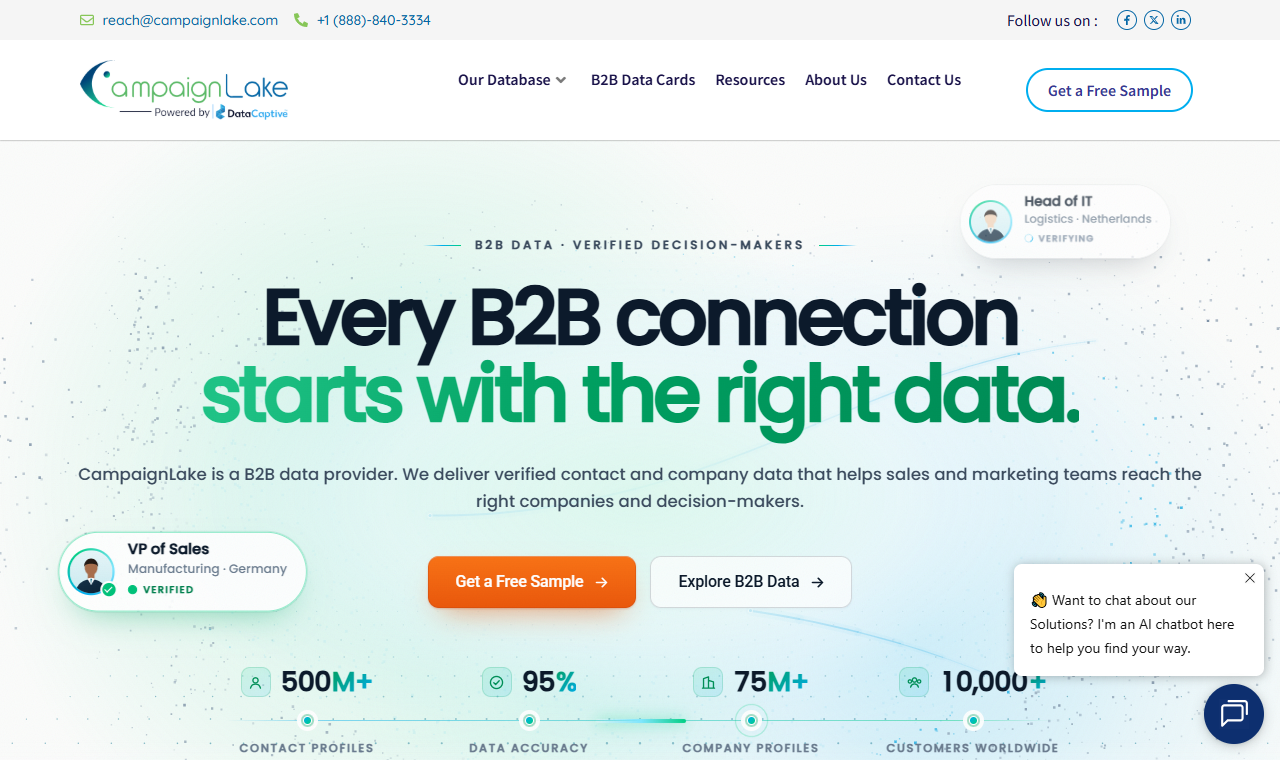 reach@campaignlake.com +1 (888)-840-3334 Follow us on :
ampaignLake
Powered by DataCaptive
Our Database B2B Data Cards Resources About Us Contact Us Get a Free Sample
Head of IT
Logistics · Netherlands
VERIFYING
B2B DATA · VERIFIED DECISION-MAKERS
Every B2B connection
starts with the right data.
CampaignLake is a B2B data provider. We deliver verified contact and company data that helps sales and marketing teams reach the
right companies and decision-makers.
VP of Sales
Manufacturing · Germany
VERIFIED
Get a Free Sample → Explore B2B Data →
👋 Want to chat about our
Solutions? I'm an AI chatbot here
to help you find your way.
500M+ 95% 75M+ 10,000+
CONTACT PROFILES DATA ACCURACY COMPANY PROFILES CUSTOMERS WORLDWIDE